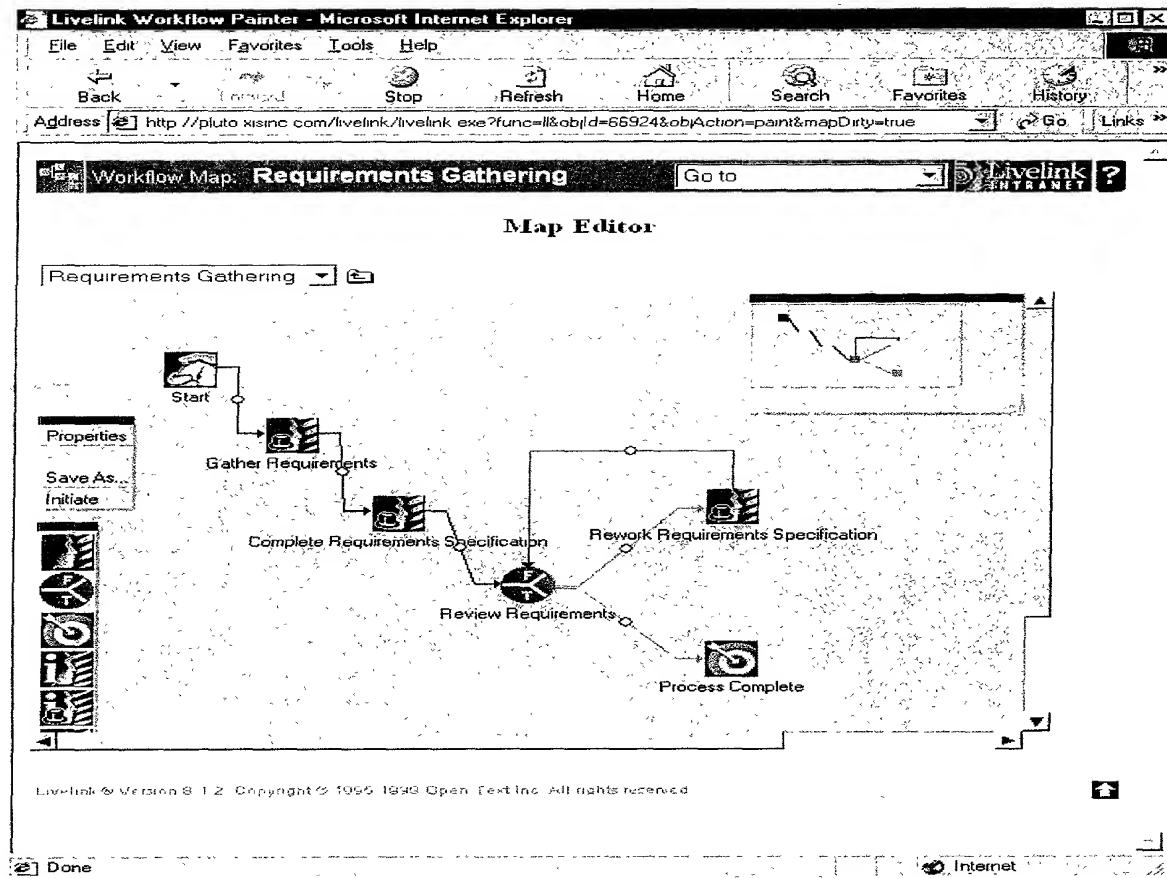 Livelink Workflow Painter - Microsoft Internet Explorer
File Edit View Favorites Tools Help
Back Forward Stop Refresh Home Search Favorites History »
Address http //pluto xisinc com/livelink/livelink exe?func=ll&objId=66924&objAction=paint&mapDirty=true Go Links »
Workflow Map: Requirements Gathering Go to Livelink ?
INTRANET
Map Editor
Requirements Gathering
Start
Properties
Gather Requirements
Save As...
Initiate
Rework Requirements Specification
Complete Requirements Specification
F
T
F
T
Review Requirements
Process Complete
Livelink ® Version 8 1 2 Copyright © 1995 1999 Open Text Inc All rights reserved
Done Internet